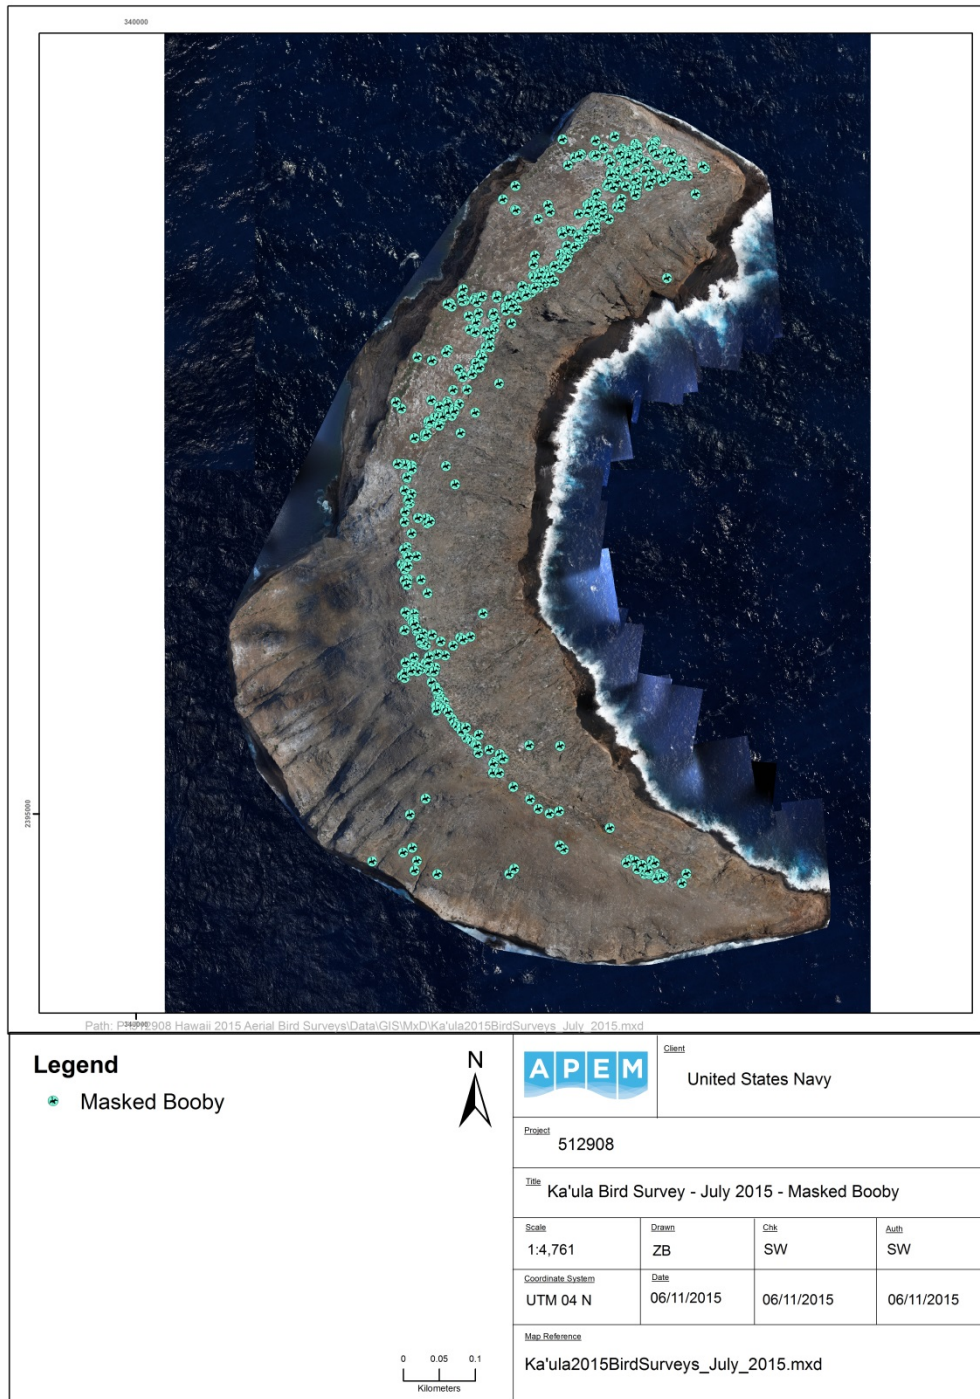 340000
2395000
340000
Path: P:\512908 Hawaii 2015 Aerial Bird Surveys\Data\GIS\MxD\Ka'ula2015BirdSurveys_July_2015.mxd
Legend
Masked Booby
N
0 0.05 0.1
Kilometers
APEM
Client
United States Navy
Project
512908
Title
Ka'ula Bird Survey - July 2015 - Masked Booby
Scale
1:4,761
Drawn
ZB
Chk
SW
Auth
SW
Coordinate System
UTM 04 N
Date
06/11/2015
06/11/2015
06/11/2015
Map Reference
Ka'ula2015BirdSurveys_July_2015.mxd